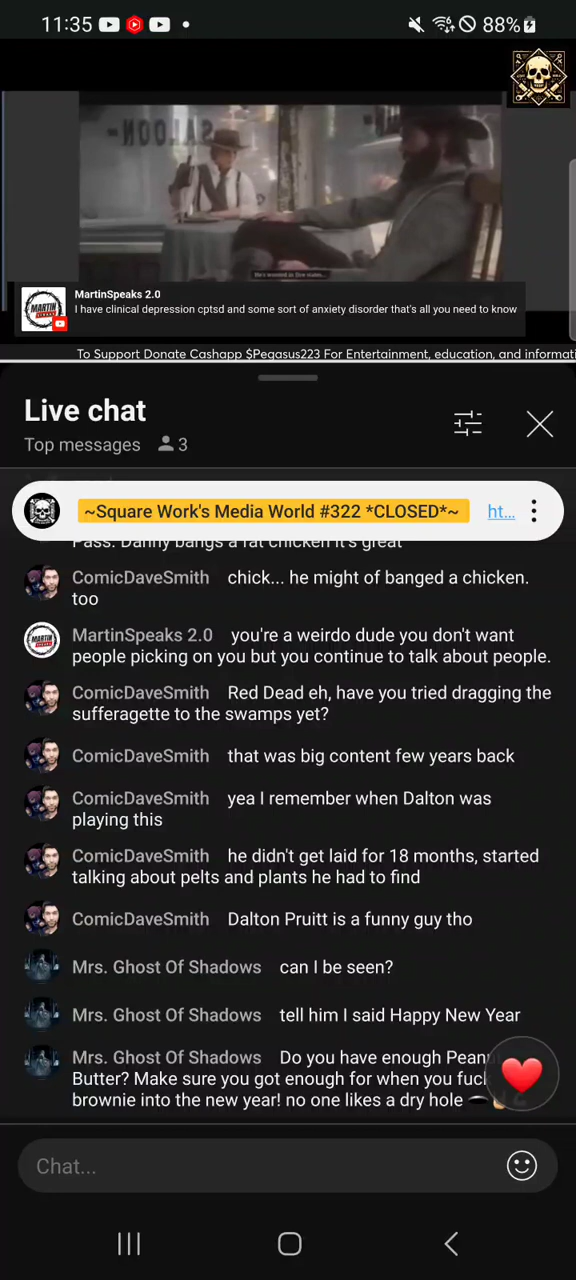 11:35
88%
SALOON
MARTIN
SPEAKS
MartinSpeaks 2.0
I have clinical depression cptsd and some sort of anxiety disorder that's all you need to know
To Support Donate Cashapp $Pegasus223 For Entertainment, education, and informati
Live chat
Top messages 3
~Square Work's Media World #322 *CLOSED*~ ht...
Pass. Danny bangs a fat chicken it's great
ComicDaveSmith chick... he might of banged a chicken.
too
MARTIN
MartinSpeaks 2.0 you're a weirdo dude you don't want
people picking on you but you continue to talk about people.
ComicDaveSmith Red Dead eh, have you tried dragging the
sufferagette to the swamps yet?
ComicDaveSmith that was big content few years back
ComicDaveSmith yea I remember when Dalton was
playing this
ComicDaveSmith he didn't get laid for 18 months, started
talking about pelts and plants he had to find
ComicDaveSmith Dalton Pruitt is a funny guy tho
Mrs. Ghost Of Shadows can I be seen?
Mrs. Ghost Of Shadows tell him I said Happy New Year
Mrs. Ghost Of Shadows Do you have enough Pean
Butter? Make sure you got enough for when you fuck
brownie into the new year! no one likes a dry hole
Chat...